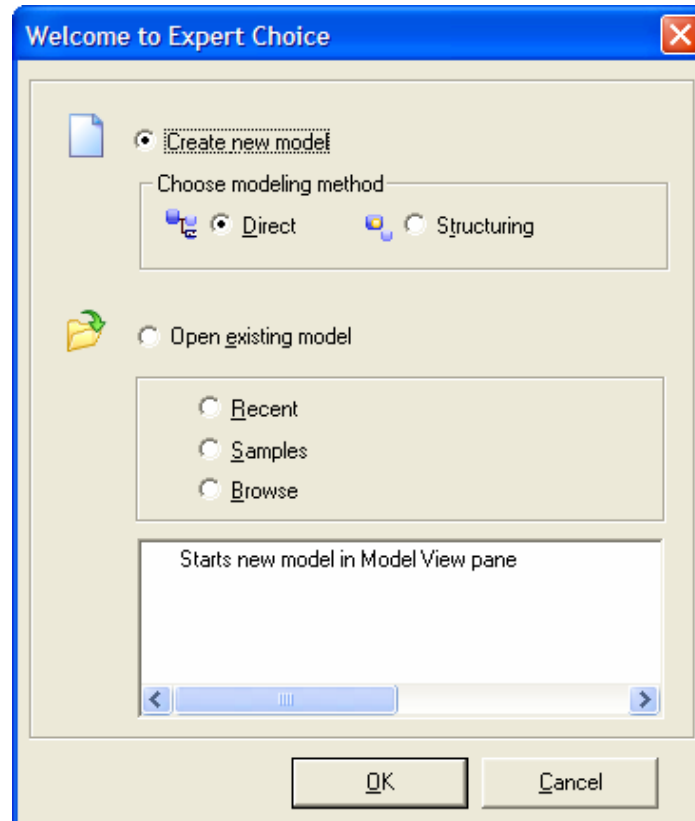 Welcome to Expert Choice
Create new model
Choose modeling method
Direct Structuring
Open existing model
Recent
Samples
Browse
Starts new model in Model View pane
OK Cancel